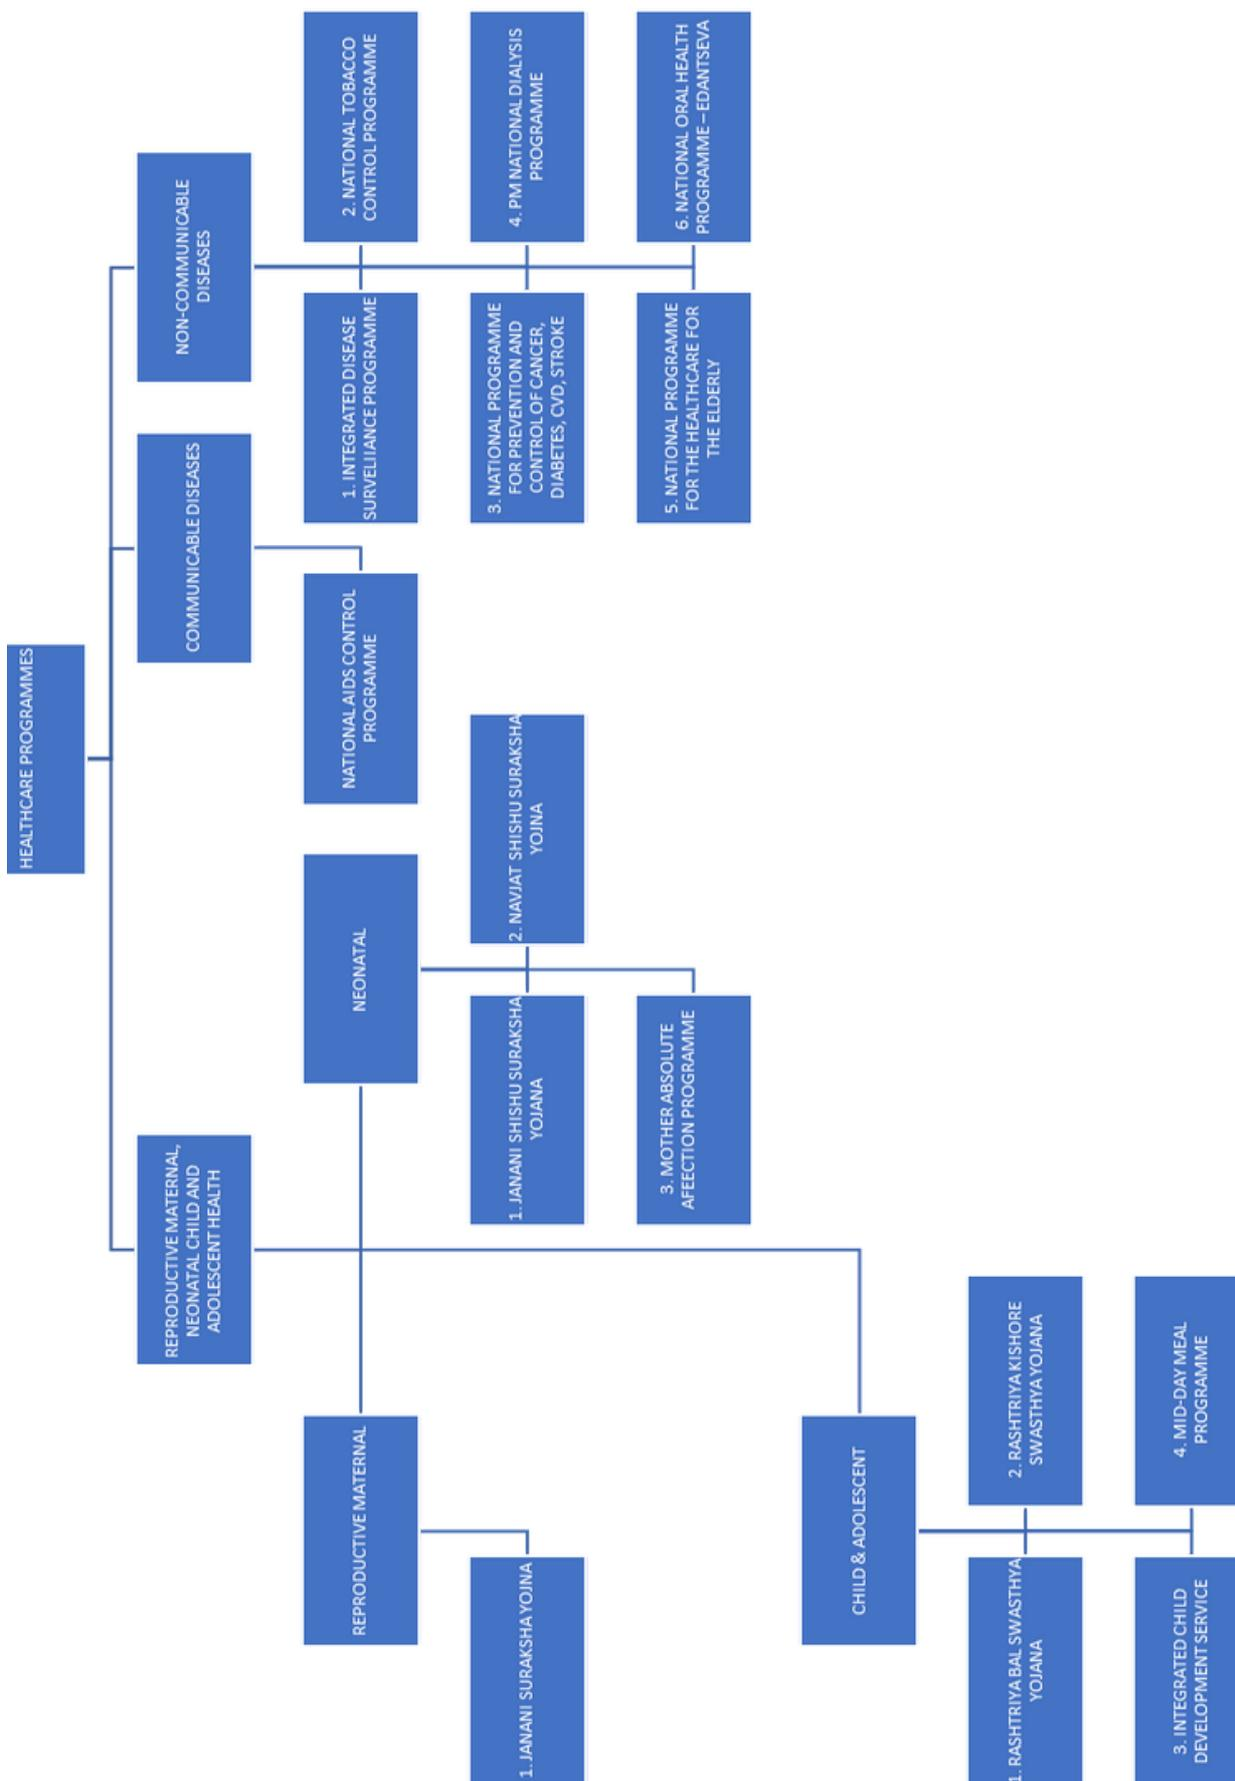 HEALTHCARE PROGRAMMES
REPRODUCTIVE MATERNAL,
NEONATAL CHILD AND
ADOLESCENT HEALTH
COMMUNICABLE DISEASES
NON-COMMUNICABLE
DISEASES
REPRODUCTIVE MATERNAL
NEONATAL
NATIONAL AIDS CONTROL
PROGRAMME
1. INTEGRATED DISEASE
SURVELIIANCE PROGRAMME
2. NATIONAL TOBACCO
CONTROL PROGRAMME
1. JANANI SURAKSHA YOJNA
1. JANANI SHISHU SURAKSHA
YOJANA
2. NAVJAT SHISHU SURAKSHA
YOJNA
3. NATIONAL PROGRAMME
FOR PREVENTION AND
CONTROL OF CANCER,
DIABETES, CVD, STROKE
4. PM NATIONAL DIALYSIS
PROGRAMME
3. MOTHER ABSOLUTE
AFEECTION PROGRAMME
5. NATIONAL PROGRAMME
FOR THE HEALTHCARE FOR
THE ELDERLY
6. NATIONAL ORAL HEALTH
PROGRAMME – EDANTSEVA
CHILD & ADOLESCENT
1. RASHTRIYA BAL SWASTHYA
YOJANA
2. RASHTRIYA KISHORE
SWASTHYA YOJANA
3. INTEGRATED CHILD
DEVELOPMENT SERVICE
4. MID-DAY MEAL
PROGRAMME